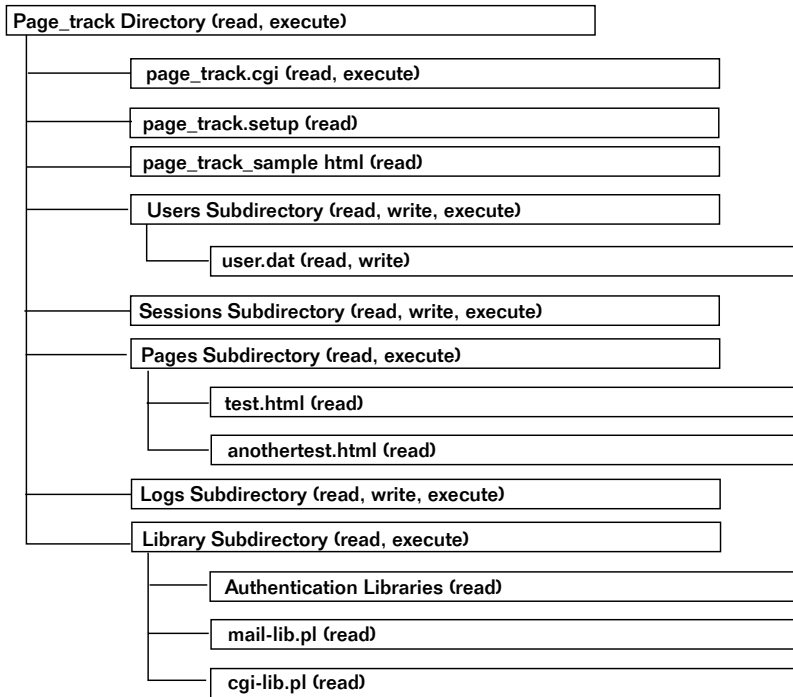 Page_track Directory (read, execute)
page_track.cgi (read, execute)
page_track.setup (read)
page_track_sample html (read)
Users Subdirectory (read, write, execute)
user.dat (read, write)
Sessions Subdirectory (read, write, execute)
Pages Subdirectory (read, execute)
test.html (read)
anothertest.html (read)
Logs Subdirectory (read, write, execute)
Library Subdirectory (read, execute)
Authentication Libraries (read)
mail-lib.pl (read)
cgi-lib.pl (read)